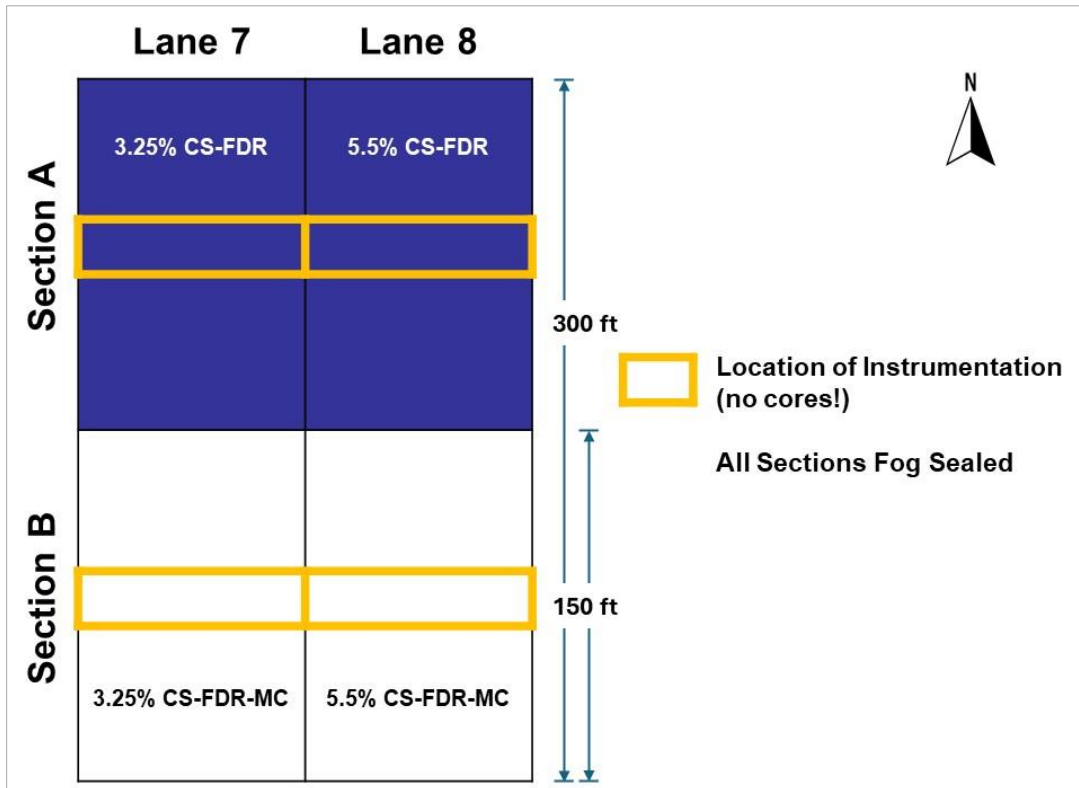 Lane 7
Lane 8
N
Section A
3.25% CS-FDR
5.5% CS-FDR
300 ft
Location of Instrumentation
(no cores!)
All Sections Fog Sealed
Section B
150 ft
3.25% CS-FDR-MC
5.5% CS-FDR-MC